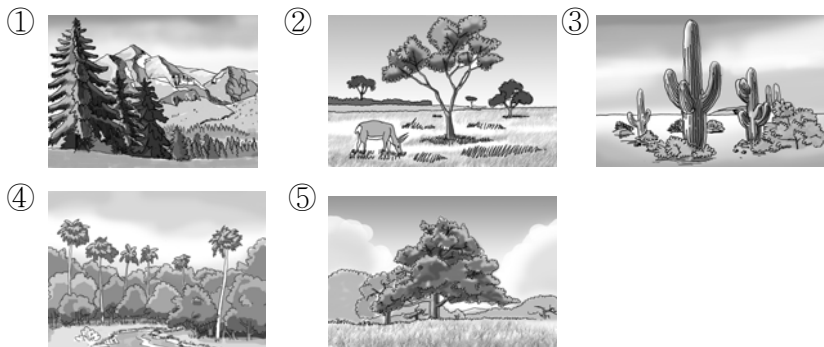 ① ② ③
④ ⑤